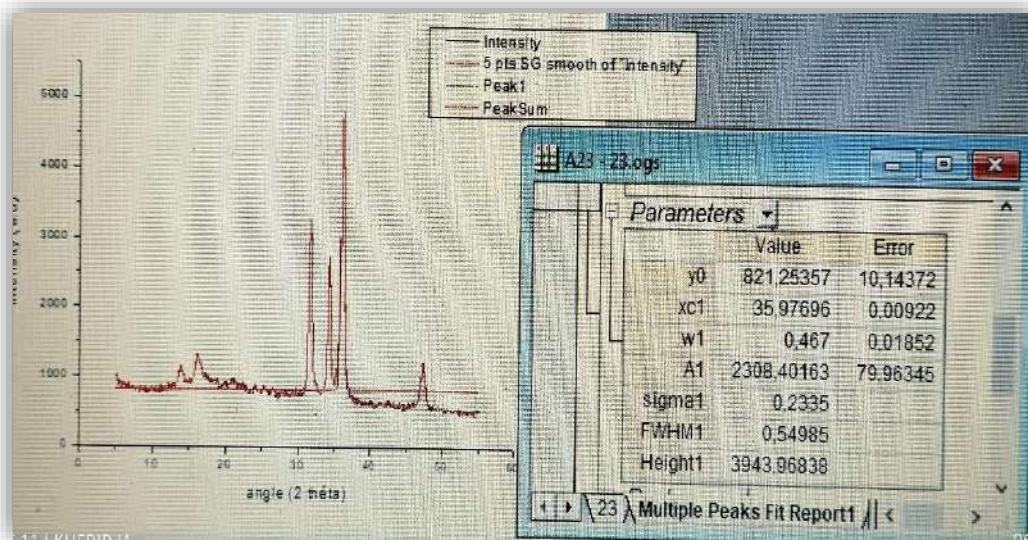 Intensity
5 pts SG smooth of "Intensity"
Peak1
PeakSum
5000
4000
3000
2000
1000
0
0 10 20 30 40 50
angle (2 théta)
A23 - 23.ogs
Parameters
Value Error
y0 821,25357 10,14372
xc1 35,97696 0,00922
w1 0,467 0,01852
A1 2308,40163 79,96345
sigma1 0,2335
FWHM1 0,54985
Height1 3943,96838
23 Multiple Peaks Fit Report1